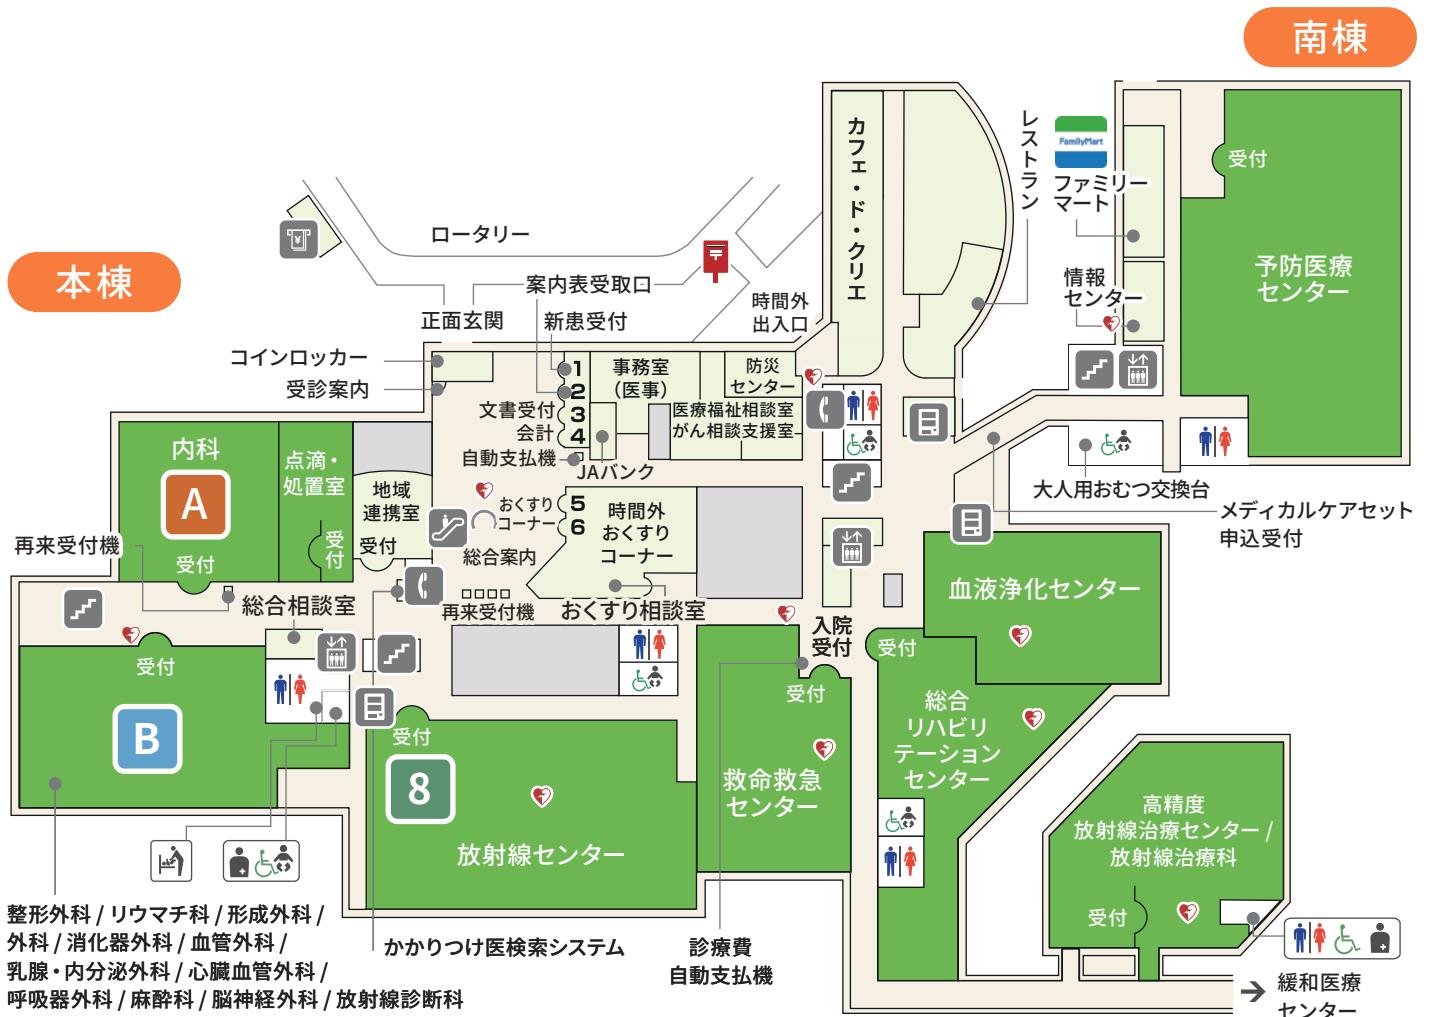 南棟
本棟
カフェ・ド・クリエ
レストラン
FamilyMart
ファミリー
マート
受付
予防医療
センター
情報
センター
ロータリー
案内表受取口
正面玄関
新患受付
時間外
出入口
コインロッカー
受診案内
1
2
3
4
文書受付
会計
自動支払機
事務室
（医事）
防災
センター
医療福祉相談室
がん相談支援室
JAバンク
大人用おむつ交換台
メディカルケアセット
申込受付
内科
A
受付
点滴・
処置室
受付
地域
連携室
受付
おくすり
コーナー
5
6
時間外
おくすり
コーナー
総合案内
再来受付機
再来受付機
おくすり相談室
総合相談室
血液浄化センター
入院
受付
受付
受付
受付
B
受付
8
放射線センター
救命救急
センター
総合
リハビリ
テーション
センター
高精度
放射線治療センター /
放射線治療科
受付
整形外科 / リウマチ科 / 形成外科 /
外科 / 消化器外科 / 血管外科 /
乳腺・内分泌外科 / 心臓血管外科 /
呼吸器外科 / 麻酔科 / 脳神経外科 / 放射線診断科
かかりつけ医検索システム
診療費
自動支払機
緩和医療
センター